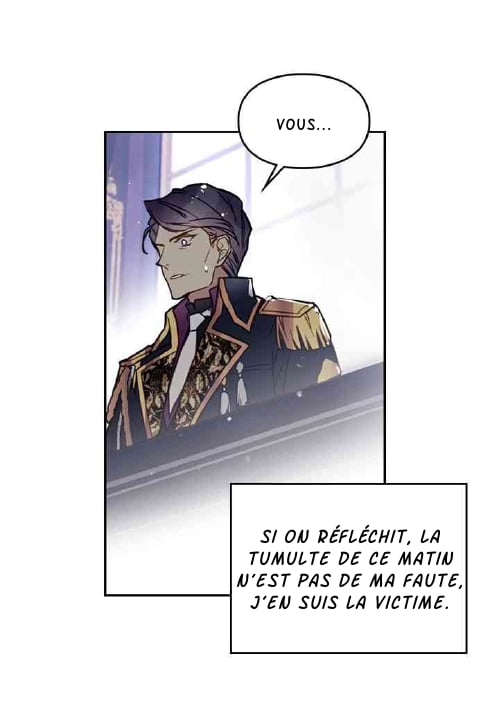 VOUS...
SI ON RÉFLÉCHIT, LA
TUMULTE DE CE MATIN
N'EST PAS DE MA FAUTE,
J'EN SUIS LA VICTIME.